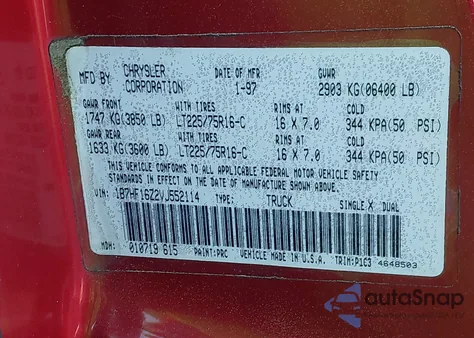 MFD BY CHRYSLER CORPORATION DATE OF MFR 1-97 GVWR 2903 KG(06400 LB)
GAWR FRONT WITH TIRES RIMS AT COLD
1747 KG(3850 LB) LT225/75R16-C 16 X 7.0 344 KPA(50 PSI)
GAWR REAR WITH TIRES RIMS AT COLD
1633 KG(3600 LB) LT225/75R16-C 16 X 7.0 344 KPA(50 PSI)
THIS VEHICLE CONFORMS TO ALL APPLICABLE FEDERAL MOTOR VEHICLE SAFETY
STANDARDS IN EFFECT ON THE DATE OF MANUFACTURE SHOWN ABOVE
VIN: 1B7HF16Z2VJ552114 TYPE: TRUCK SINGLE X DUAL
MDH: 010719 615 PAINT:PRC VEHICLE MADE IN U.S.A. TRIM:P1C3 4648503
autoSnap